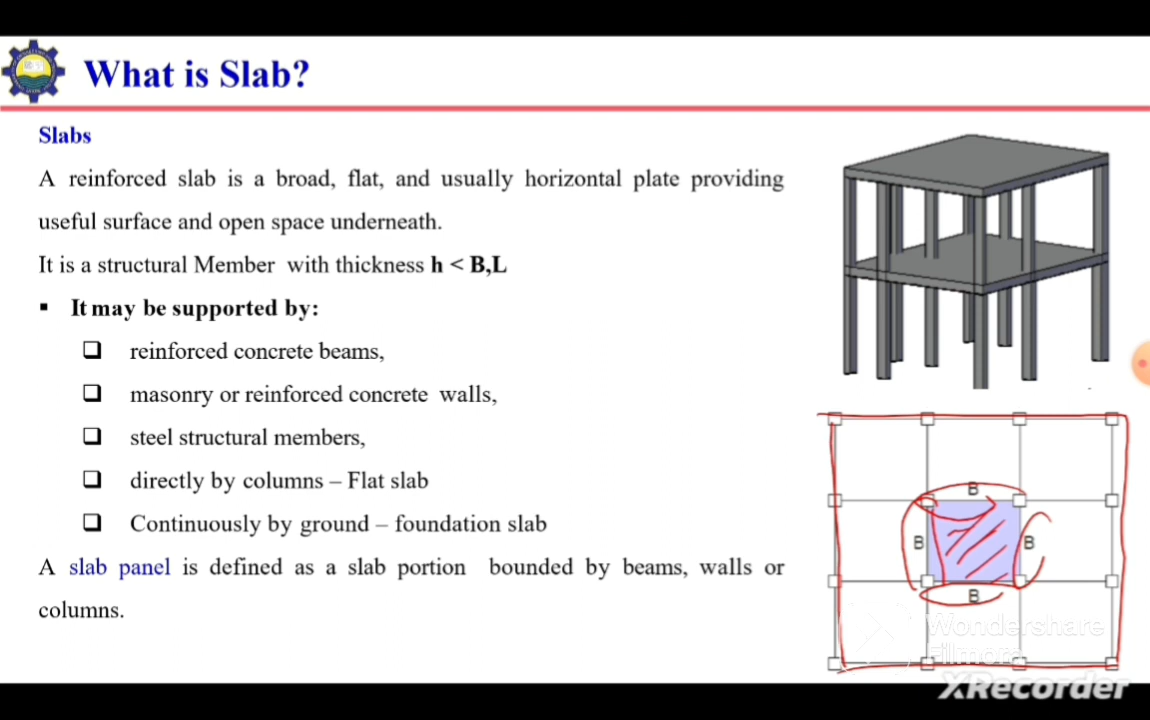 What is Slab?
Slabs
A reinforced slab is a broad, flat, and usually horizontal plate providing
useful surface and open space underneath.
It is a structural Member with thickness h < B,L
▪ It may be supported by:
❑ reinforced concrete beams,
❑ masonry or reinforced concrete walls,
❑ steel structural members,
❑ directly by columns – Flat slab
❑ Continuously by ground – foundation slab
A slab panel is defined as a slab portion bounded by beams, walls or
columns.
B
B
B
B
Wondershare
Filmora
XRecorder